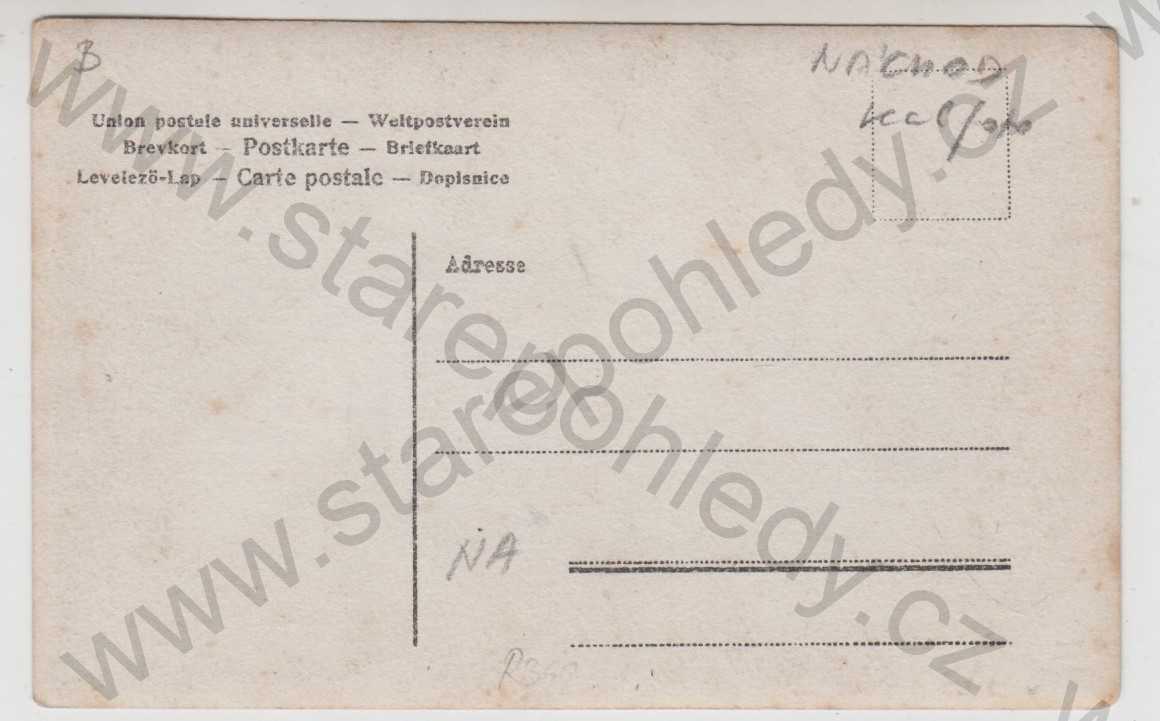 B
NÁCHOD
Union postale universelle — Weltpostverein
Brevkort — Postkarte — Briefkaart
Levelező-Lap — Carte postale — Dopisnice
Adresse
NA
www.starepohledy.cz
www.starepohledy.cz